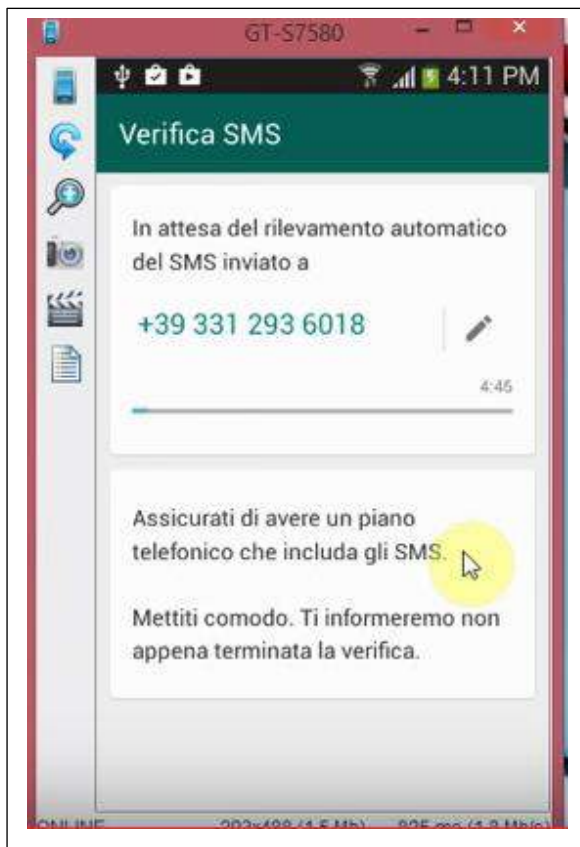 GT-S7580
4:11 PM
Verifica SMS
In attesa del rilevamento automatico
del SMS inviato a
+39 331 293 6018
4:45
Assicurati di avere un piano
telefonico che includa gli SMS.
Mettiti comodo. Ti informeremo non
appena terminata la verifica.